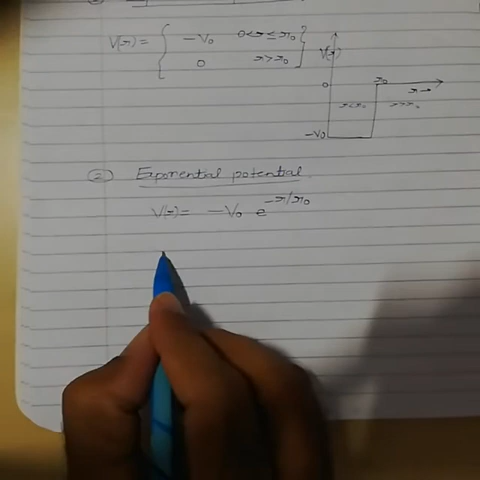 V(r) = { -V₀ 0<r≤r₀
0 r>r₀ }
V(r)
0
r₀
r →
r<r₀ r>r₀
-V₀
② Exponential potential
V(r) = -V₀ e^{-r/r₀}